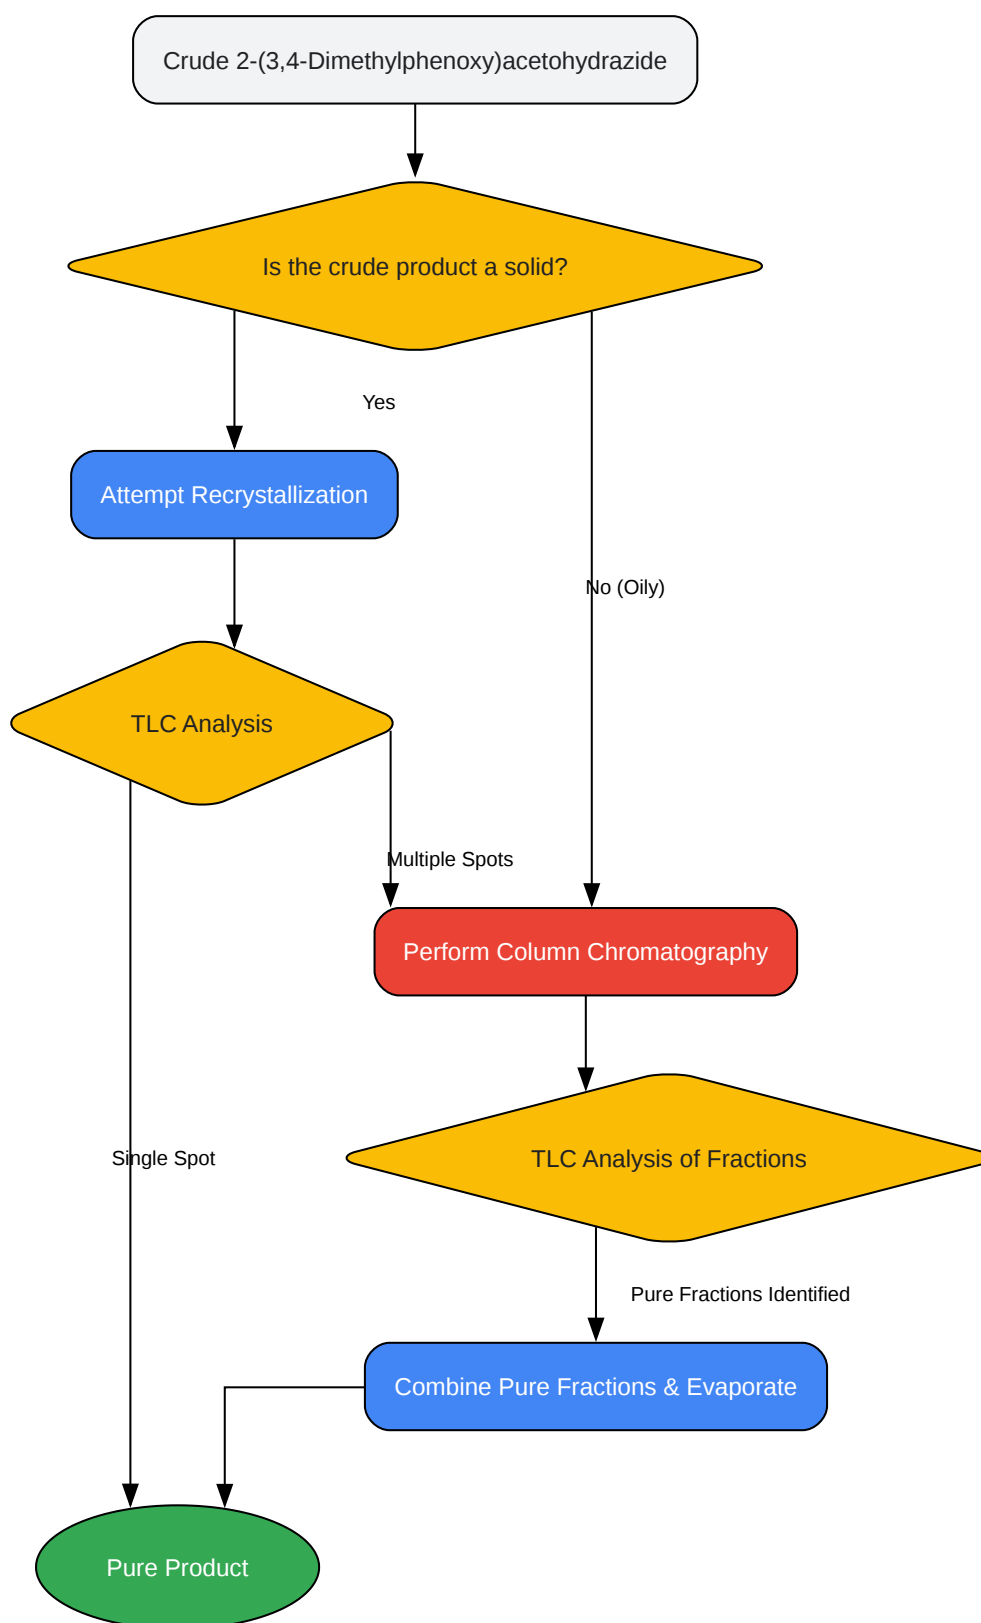 Crude 2-(3,4-Dimethylphenoxy)acetohydrazide
Is the crude product a solid?
Yes
Attempt Recrystallization
No (Oily)
TLC Analysis
Multiple Spots
Perform Column Chromatography
Single Spot
TLC Analysis of Fractions
Pure Fractions Identified
Combine Pure Fractions & Evaporate
Pure Product